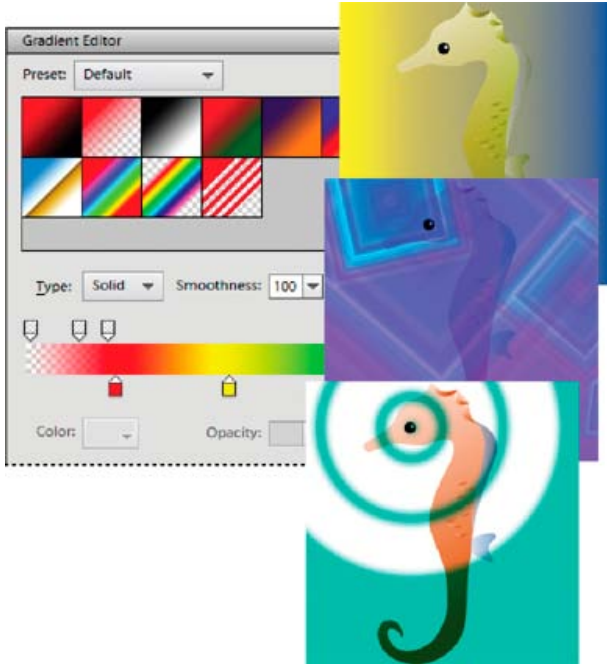 Gradient Editor
Preset: Default
Type: Solid Smoothness: 100
Color: Opacity: